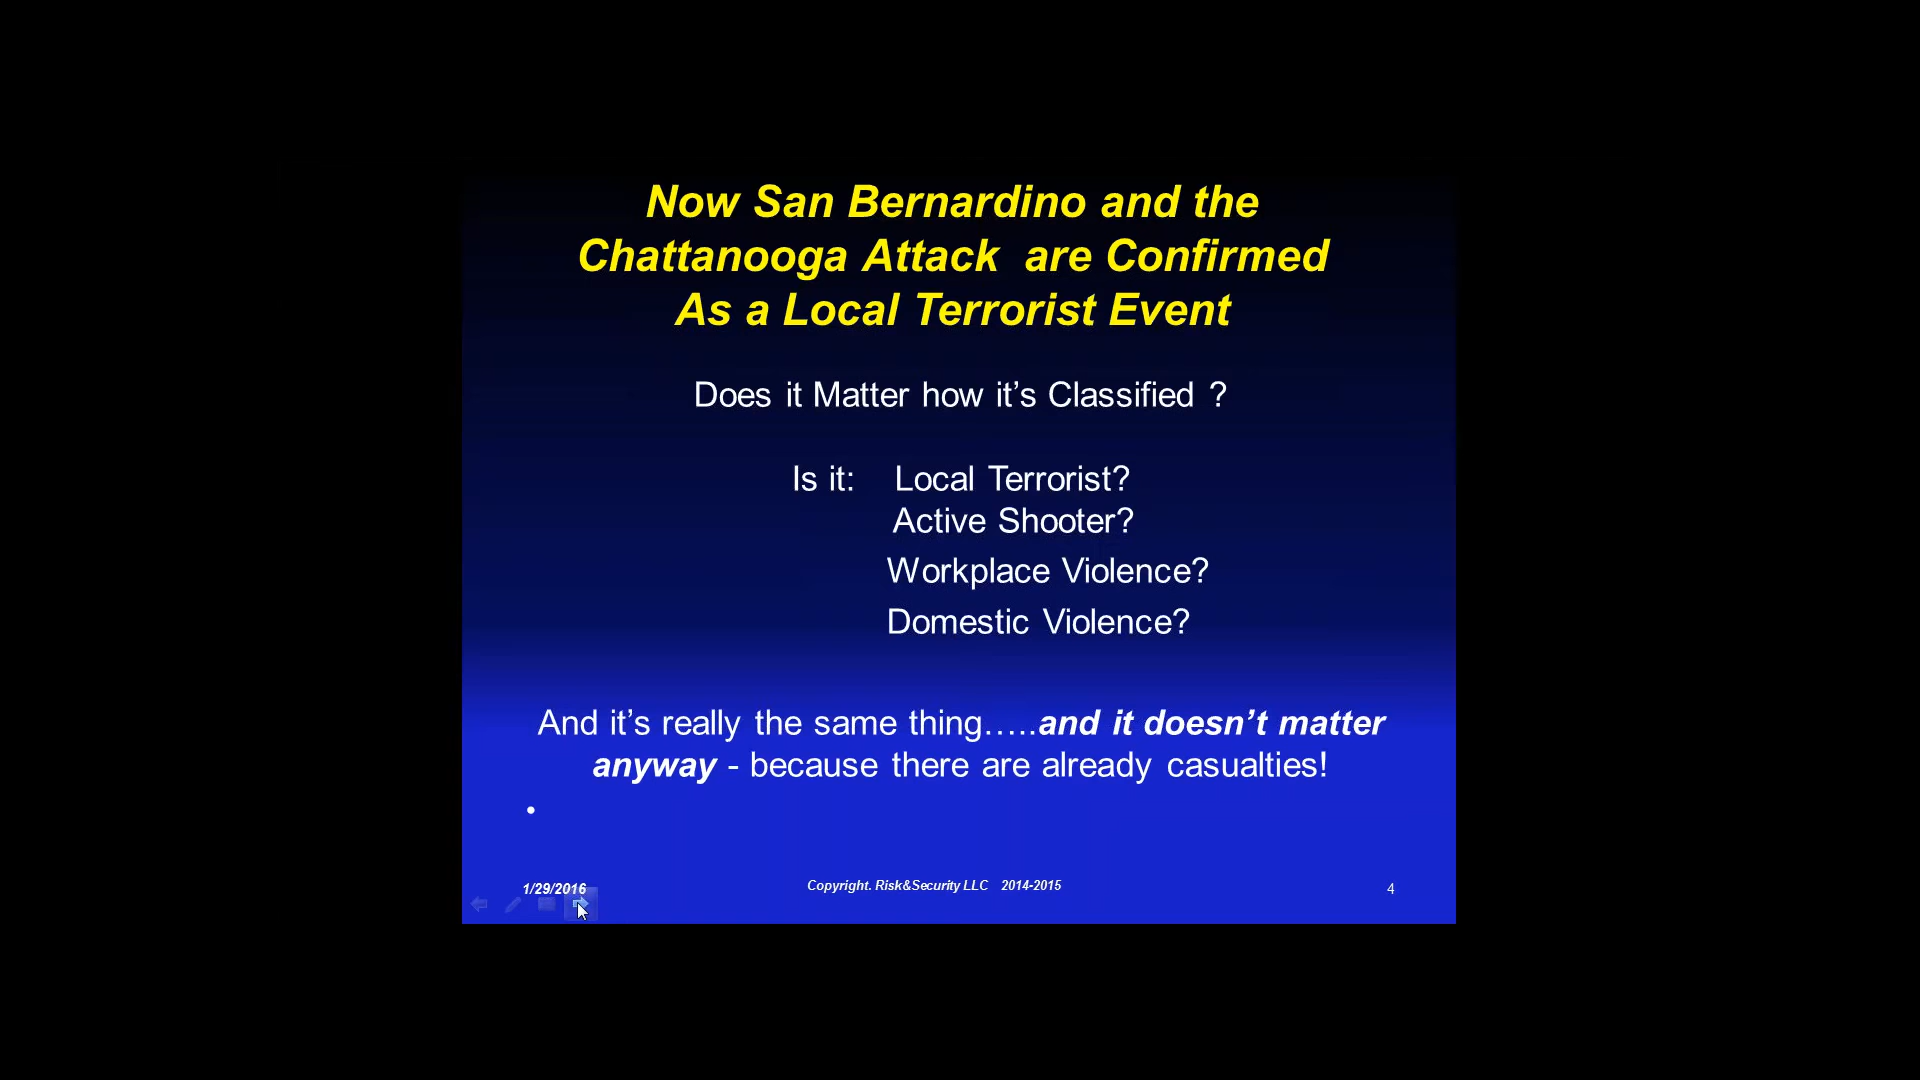 Now San Bernardino and the
Chattanooga Attack  are Confirmed
As a Local Terrorist Event
Does it Matter how it’s Classified ?
Is it:    Local Terrorist?
Active Shooter?
Workplace Violence?
Domestic Violence?
And it’s really the same thing…..and it doesn’t matter
anyway - because there are already casualties!
•
1/29/2016
Copyright. Risk&Security LLC   2014-2015
4